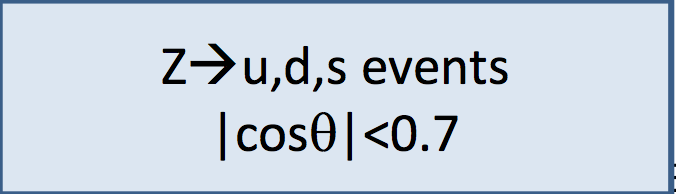 Z→u,d,s events
|cosθ|<0.7